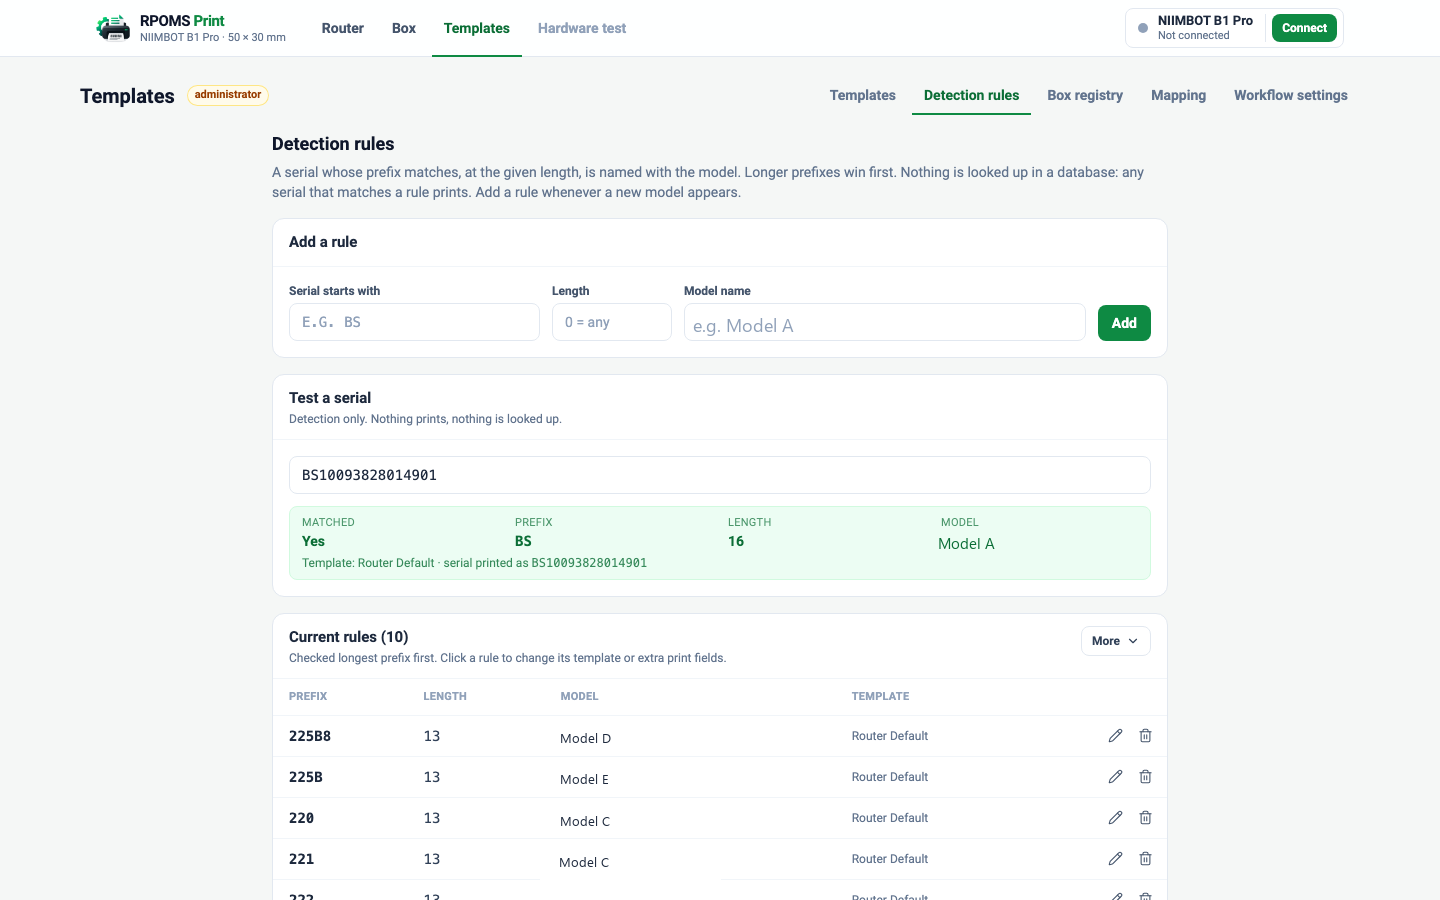 RPOMS Print
NIIMBOT B1 Pro · 50 × 30 mm
Router
Box
Templates
Hardware test
NIIMBOT B1 Pro
Not connected
Connect
Templates
administrator
Templates
Detection rules
Box registry
Mapping
Workflow settings
Detection rules
A serial whose prefix matches, at the given length, is named with the model. Longer prefixes win first. Nothing is looked up in a database: any
serial that matches a rule prints. Add a rule whenever a new model appears.
Add a rule
Serial starts with
Length
Model name
E.G. BS
0 = any
e.g. Model A
Add
Test a serial
Detection only. Nothing prints, nothing is looked up.
BS10093828014901
MATCHED
PREFIX
LENGTH
MODEL
Yes
BS
16
Model A
Template: Router Default · serial printed as BS10093828014901
Current rules (10)
Checked longest prefix first. Click a rule to change its template or extra print fields.
More
PREFIX
LENGTH
MODEL
TEMPLATE
225B8
13
Model D
Router Default
225B
13
Model E
Router Default
220
13
Model C
Router Default
221
13
Model C
Router Default
222
13
Router Default